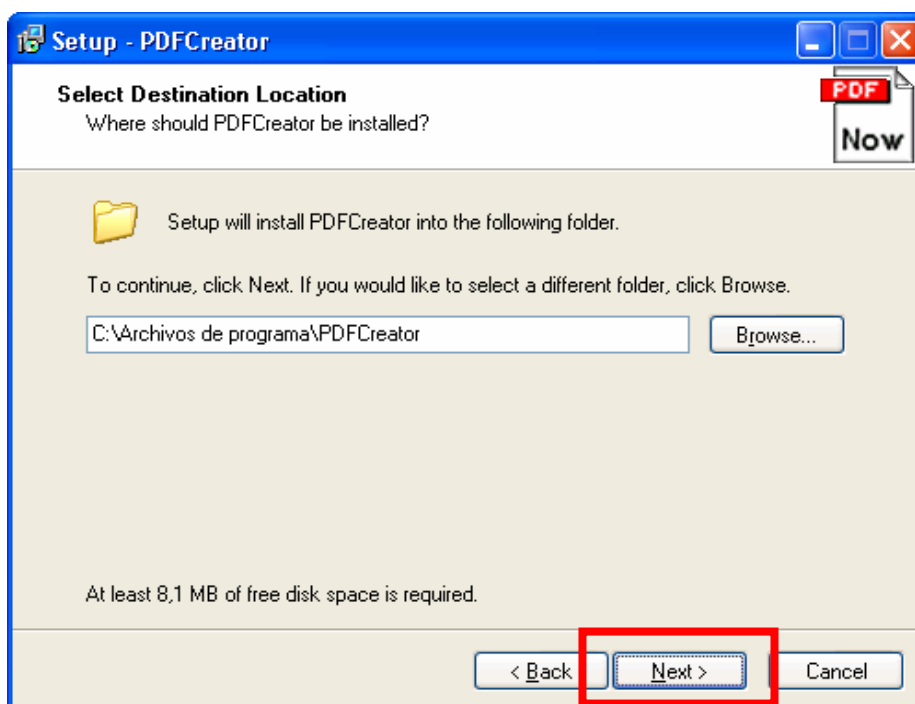 Setup - PDFCreator
Select Destination Location
Where should PDFCreator be installed?
PDF
Now
Setup will install PDFCreator into the following folder.
To continue, click Next. If you would like to select a different folder, click Browse.
C:\Archivos de programa\PDFCreator
Browse...
At least 8,1 MB of free disk space is required.
< Back
Next >
Cancel